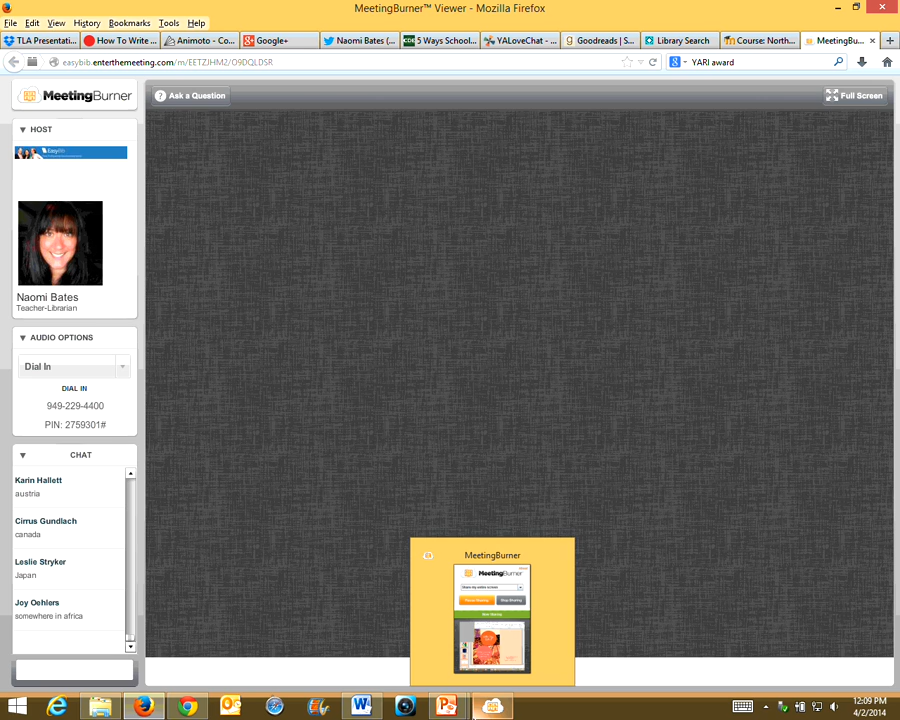 MeetingBurner™ Viewer - Mozilla Firefox
File Edit View History Bookmarks Tools Help
TLA Presentati... How To Write ... Animoto - Co... Google+ Naomi Bates (... 5 Ways School... YALoveChat - ... Goodreads | S... Library Search Course: North... MeetingBu...
easybib.enterthemeeting.com/m/EETZJHM2/O9DQLDSR YARI award
MeetingBurner
? Ask a Question Full Screen
HOST
EasyBib
Naomi Bates
Teacher-Librarian
AUDIO OPTIONS
Dial In
DIAL IN
949-229-4400
PIN: 2759301#
CHAT
Karin Hallett
austria
Cirrus Gundlach
canada
Leslie Stryker
Japan
Joy Oehlers
somewhere in africa
MeetingBurner
MeetingBurner
Stop Sharing
12:09 PM
4/2/2014